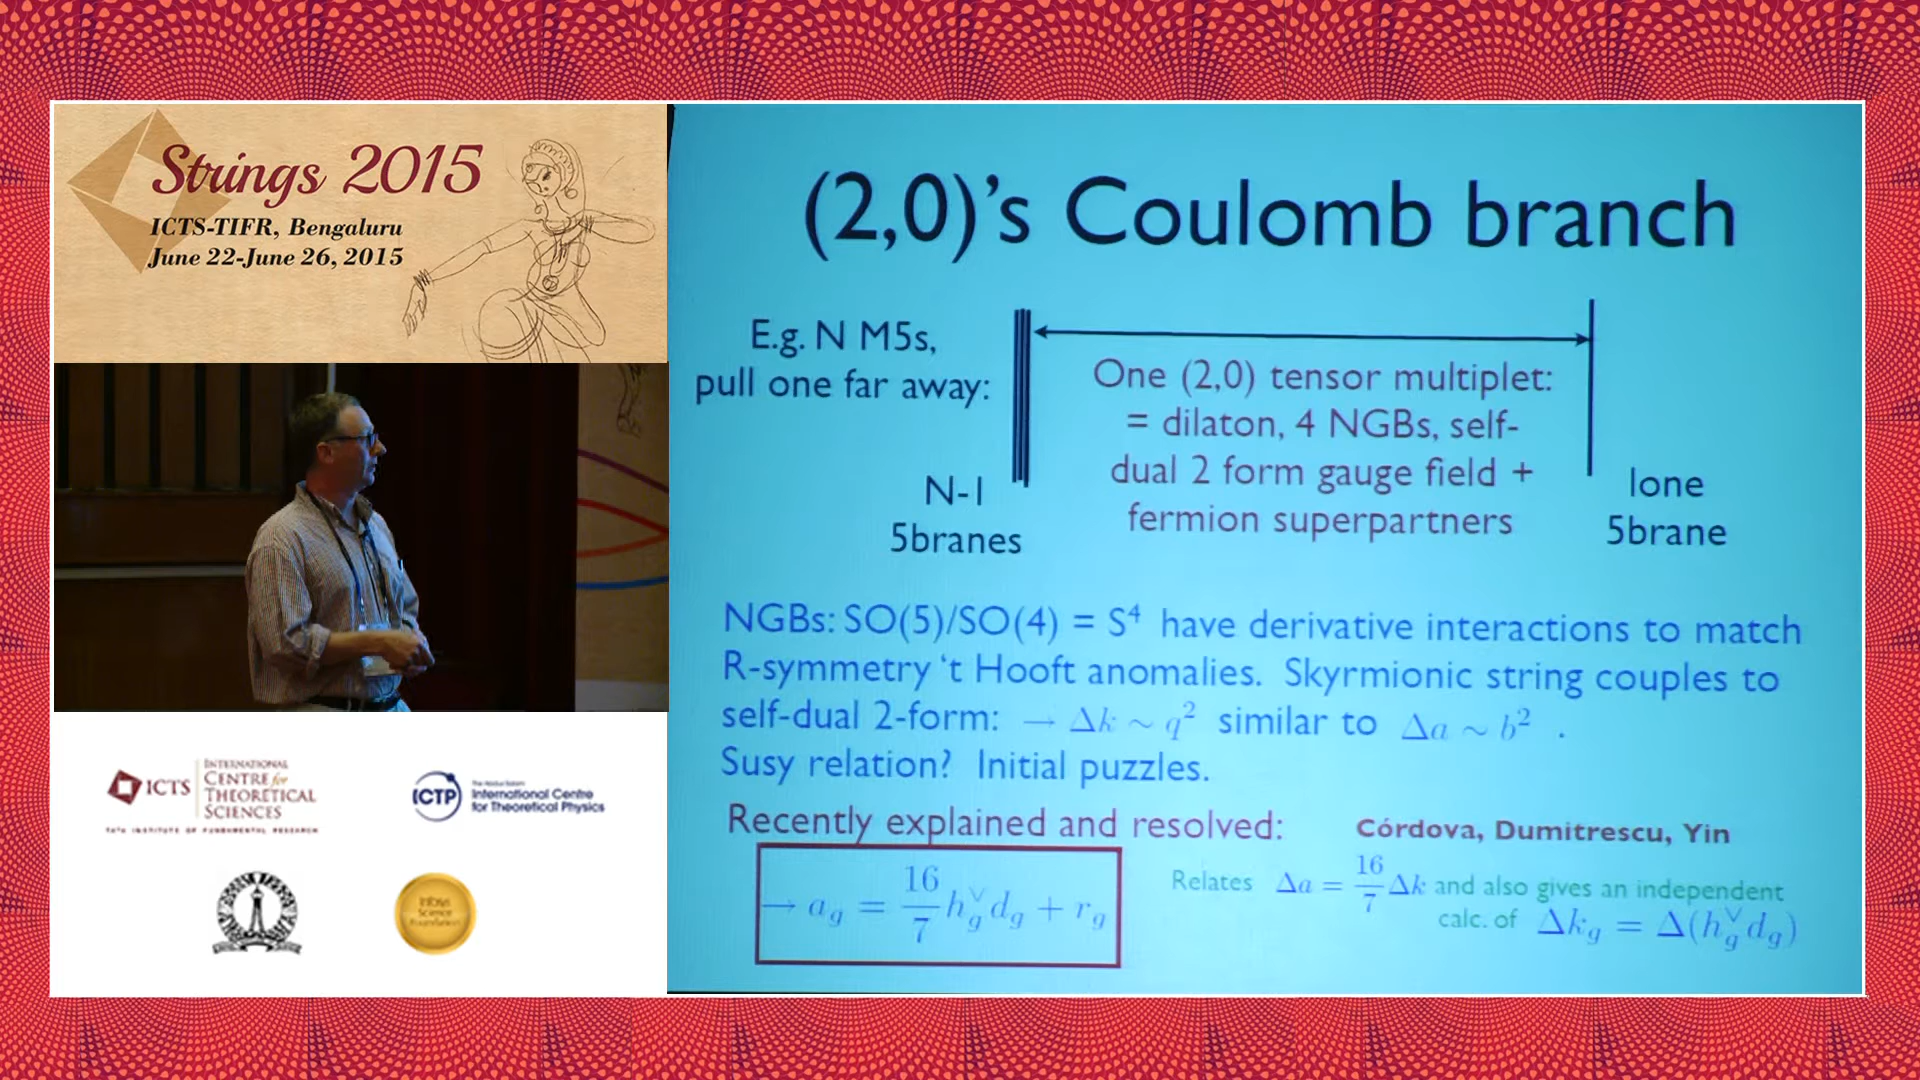 Strings 2015
ICTS-TIFR, Bengaluru
June 22-June 26, 2015
ICTS
INTERNATIONAL
CENTRE for
THEORETICAL
SCIENCES
TATA INSTITUTE OF FUNDAMENTAL RESEARCH
ICTP
The Abdus Salam
International Centre
for Theoretical Physics
Infosys
Science
Foundation
(2,0)'s Coulomb branch
E.g. N M5s,
pull one far away:
One (2,0) tensor multiplet:
= dilaton, 4 NGBs, self-
dual 2 form gauge field +
fermion superpartners
N-1
5branes
lone
5brane
NGBs: SO(5)/SO(4) = S⁴ have derivative interactions to match
R-symmetry 't Hooft anomalies. Skyrmionic string couples to
self-dual 2-form: → Δk ~ q² similar to Δa ~ b² .
Susy relation? Initial puzzles.
Recently explained and resolved:
Córdova, Dumitrescu, Yin
→ a_g = 16/7 h_g^∨ d_g + r_g
Relates Δa = 16/7 Δk and also gives an independent
calc. of Δk_g = Δ(h_g^∨ d_g)